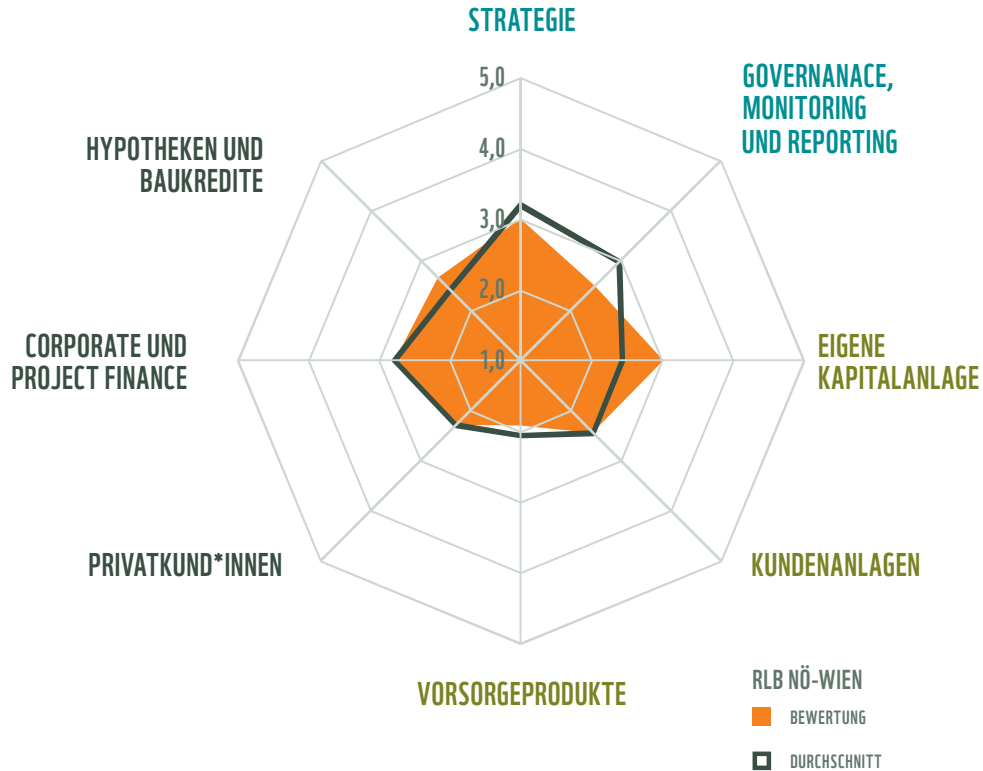 STRATEGIE
GOVERNANACE,
MONITORING
UND REPORTING
5,0
4,0
3,0
2,0
1,0
HYPOTHEKEN UND
BAUKREDITE
CORPORATE UND
PROJECT FINANCE
EIGENE
KAPITALANLAGE
PRIVATKUND*INNEN
KUNDENANLAGEN
VORSORGEPRODUKTE
RLB NÖ-WIEN
BEWERTUNG
DURCHSCHNITT